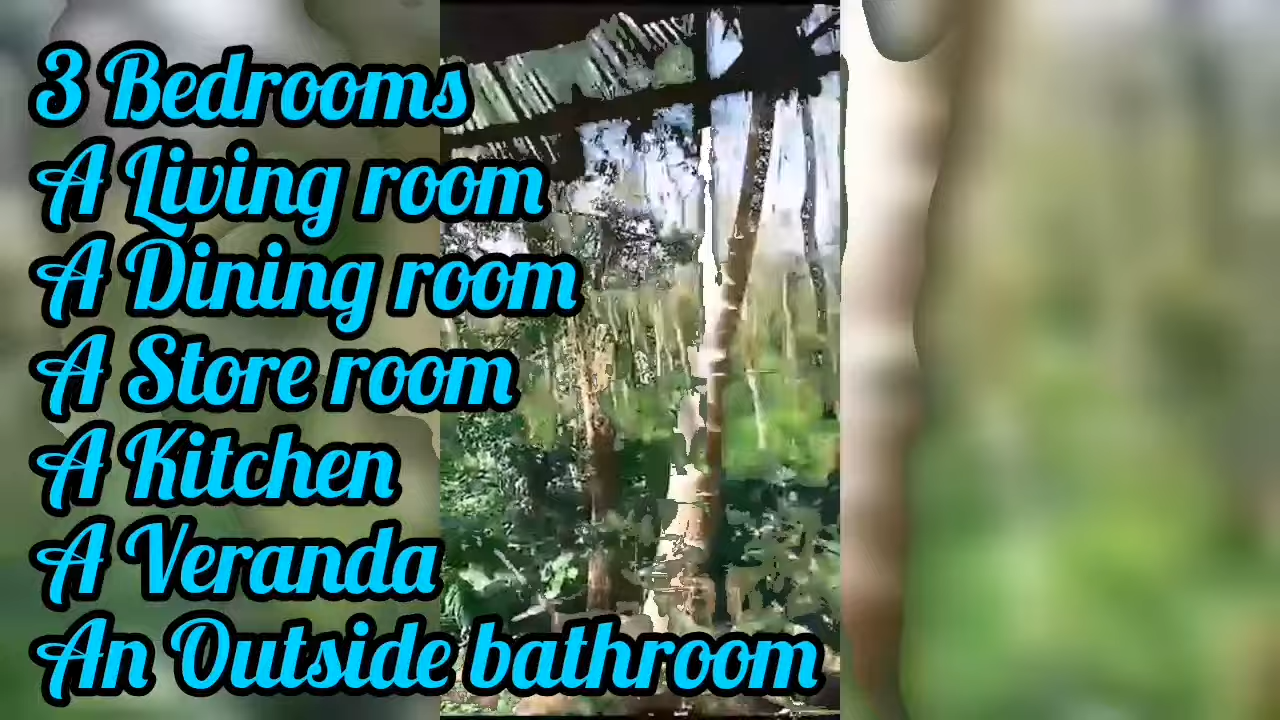 3 Bedrooms
A Living room
A Dining room
A Store room
A Kitchen
A Veranda
An Outside bathroom